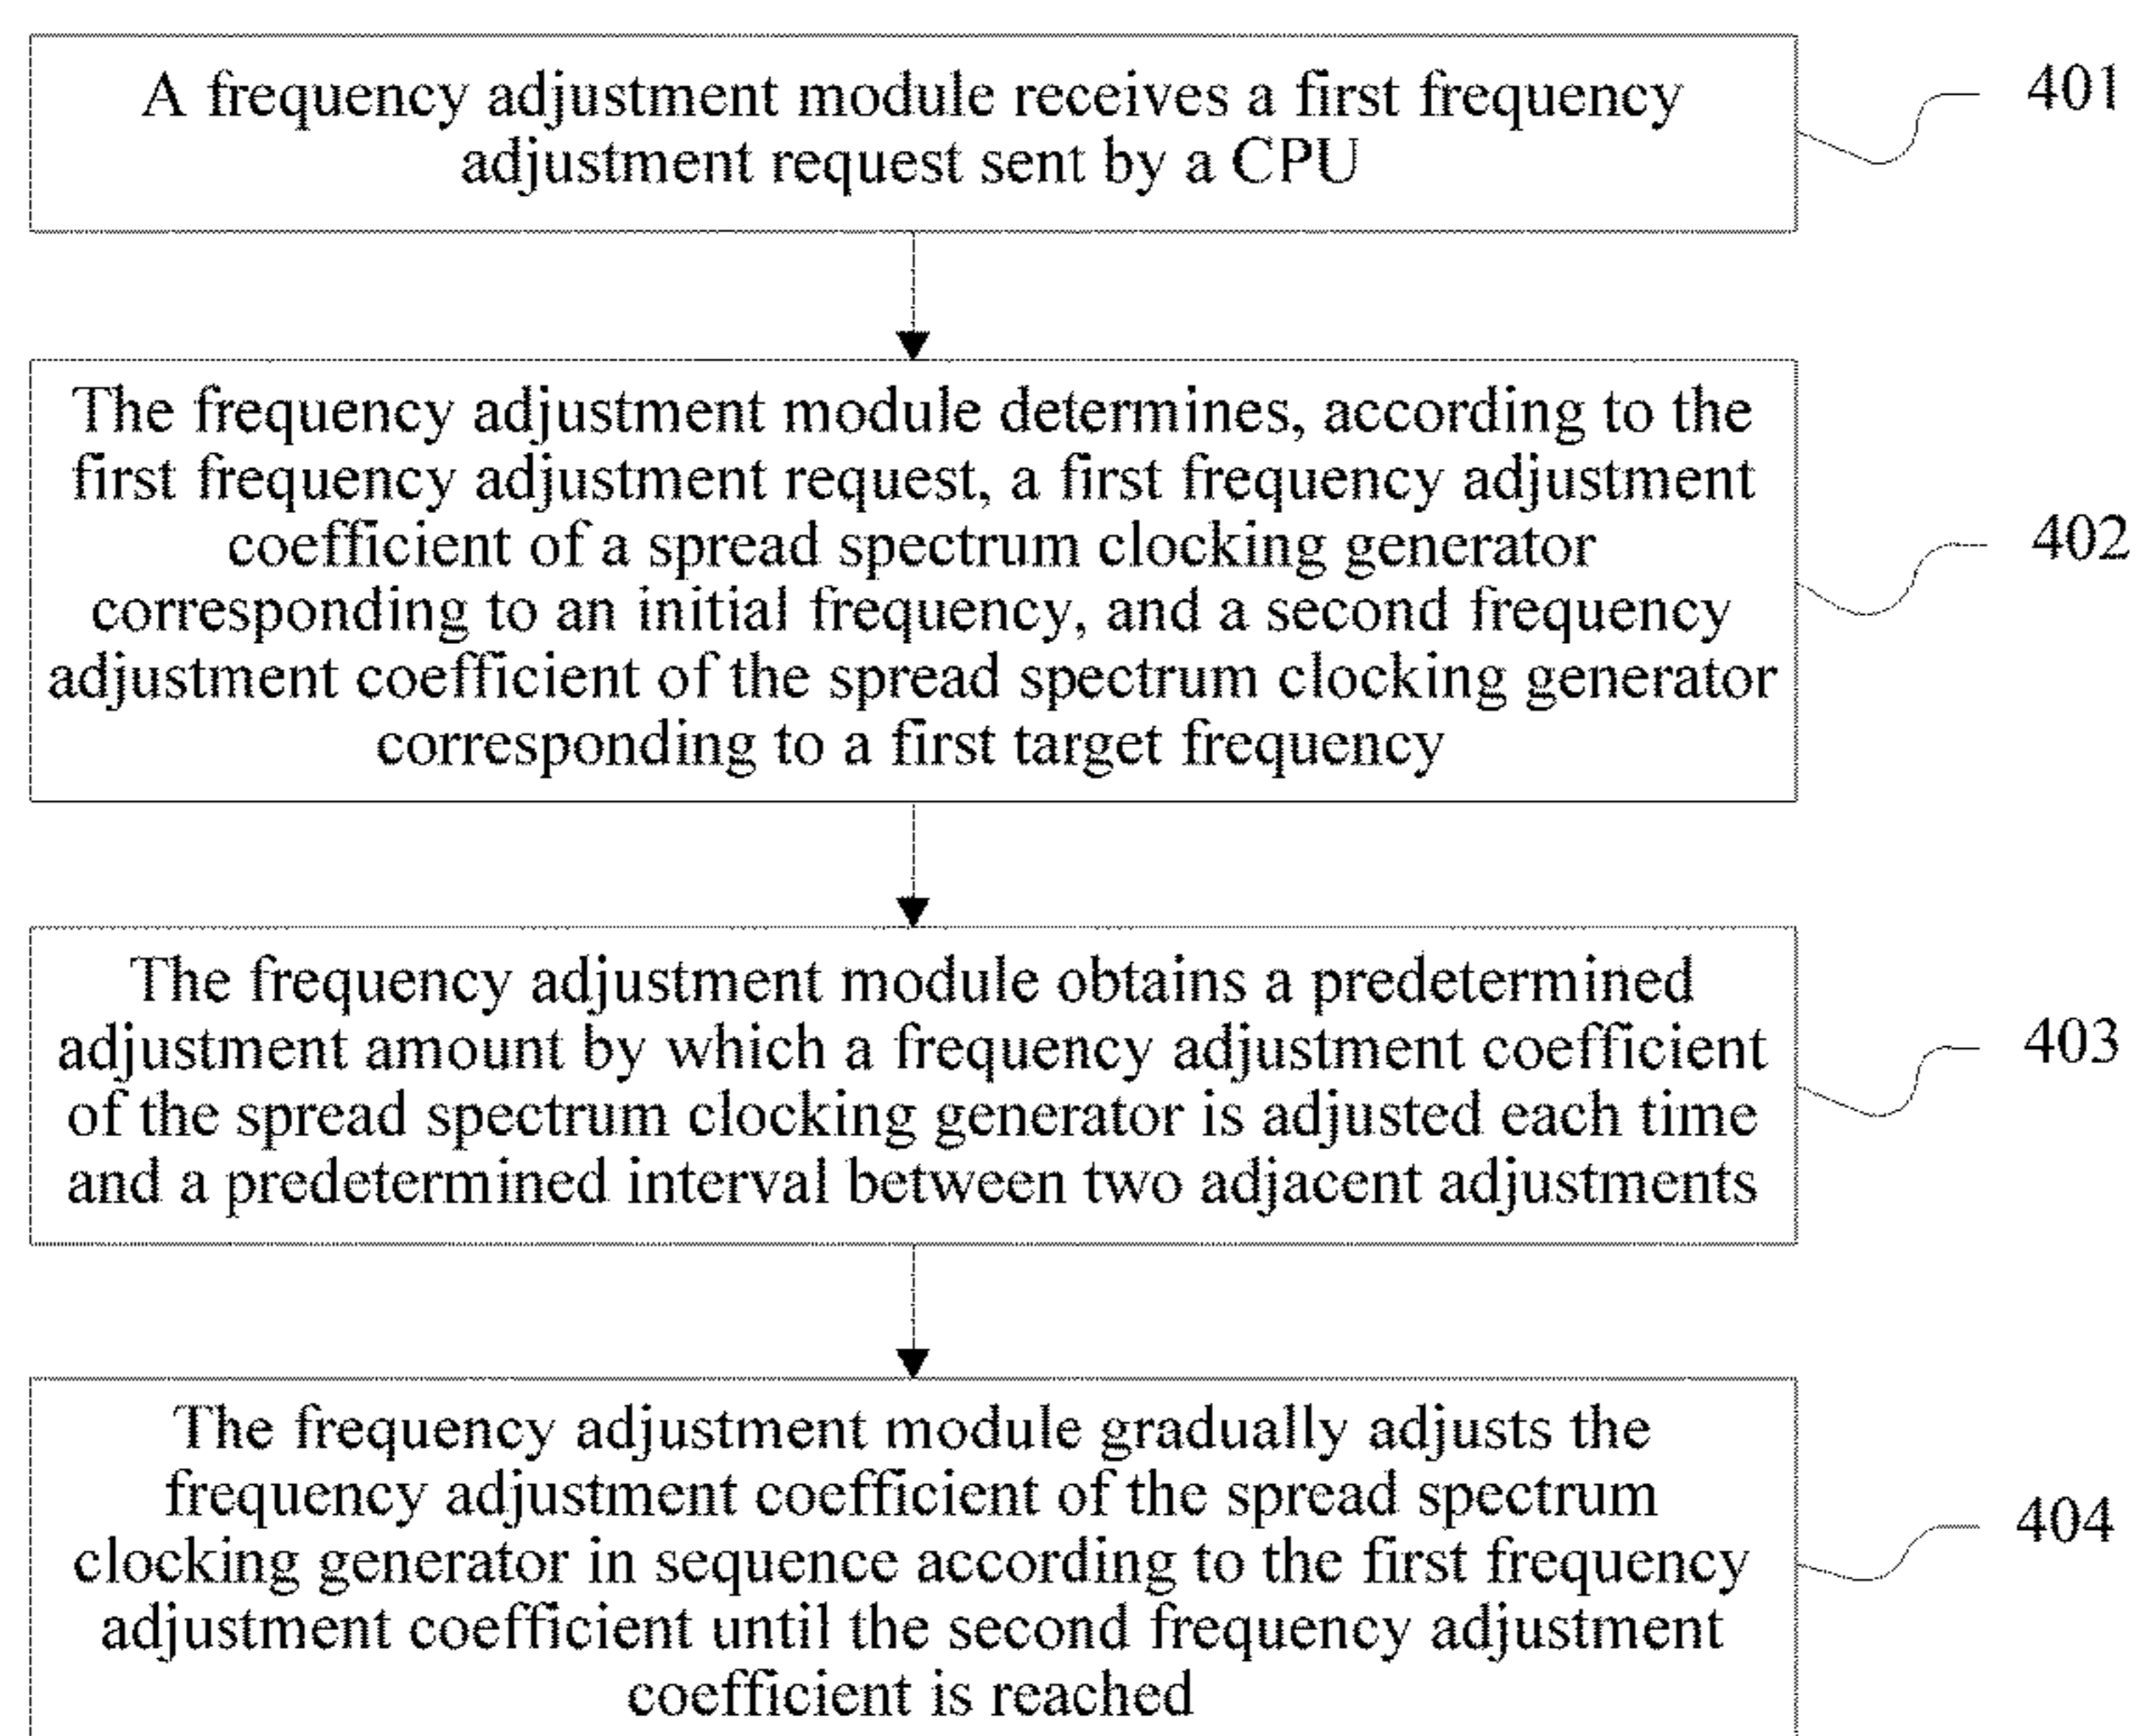 A frequency adjustment module receives a first frequency
adjustment request sent by a CPU
401
The frequency adjustment module determines, according to the
first frequency adjustment request, a first frequency adjustment
coefficient of a spread spectrum clocking generator
corresponding to an initial frequency, and a second frequency
adjustment coefficient of the spread spectrum clocking generator
corresponding to a first target frequency
402
The frequency adjustment module obtains a predetermined
adjustment amount by which a frequency adjustment coefficient
of the spread spectrum clocking generator is adjusted each time
and a predetermined interval between two adjacent adjustments
403
The frequency adjustment module gradually adjusts the
frequency adjustment coefficient of the spread spectrum
clocking generator in sequence according to the first frequency
adjustment coefficient until the second frequency adjustment
coefficient is reached
404